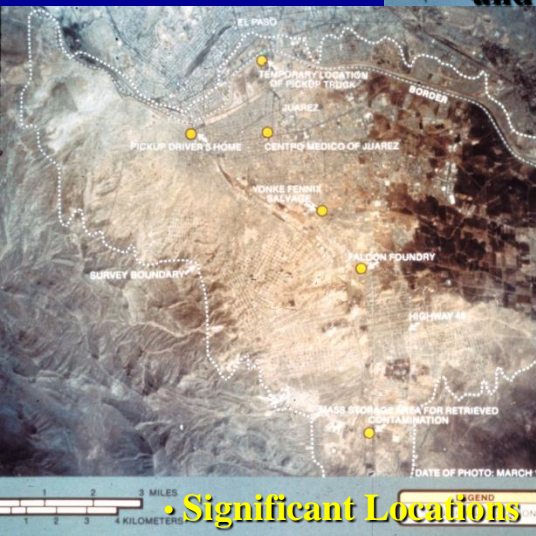 and
EL PASO
TEMPORARY LOCATION
OF PICKUP TRUCK
BORDER
JUAREZ
PICKUP DRIVER'S HOME
CENTRO MEDICO OF JUAREZ
YONKE FENNIX
SALVAGE
FALCON FOUNDRY
SURVEY BOUNDARY
HIGHWAY 45
MASS STORAGE AREA FOR RETRIEVED
CONTAMINATION
DATE OF PHOTO: MARCH
1 2 3 MILES
1 2 3 4 KILOMETERS
LEGEND
• Significant Locations